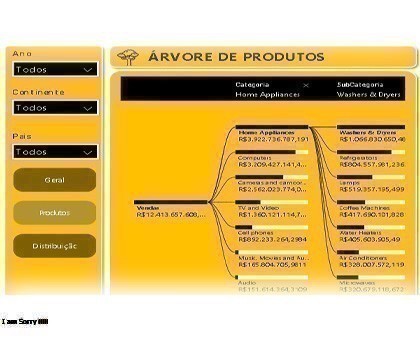 Ano
Todos
Continente
Todos
País
Todos
Geral
Produtos
Distribuição
ÁRVORE DE PRODUTOS
Categoria
Home Appliances
SubCategoria
Washers & Dryers
Vendas
R$12.413.657.608,...
Home Appliances
R$3.922.736.787,191
Computers
R$3.209.427.141,4...
Cameras and camcor...
R$2.562.023.774,0...
TV and Video
R$1.360.121.114,7...
Cell phones
R$892.233.264,2984
Music, Movies and Au...
R$165.804.705,9811
Audio
Washers & Dryers
R$1.066.830.650,48
Refrigerators
R$804.557.981,236
Lamps
R$519.357.195,499
Coffee Machines
R$417.690.101,828
Water Heaters
R$405.603.905,49
Air Conditioners
R$328.007.572,119
Microwaves
I am Sorry !!!!!